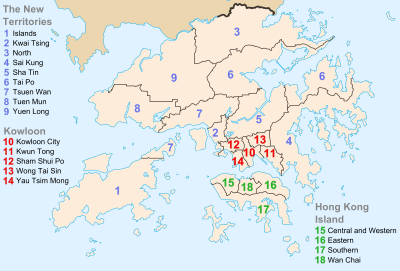 The New
Territories
1 Islands
2 Kwai Tsing
3 North
4 Sai Kung
5 Sha Tin
6 Tai Po
7 Tsuen Wan
8 Tuen Mun
9 Yuen Long
Kowloon
10 Kowloon City
11 Kwun Tong
12 Sham Shui Po
13 Wong Tai Sin
14 Yau Tsim Mong
3
9
6
6
8
7
5
2
12
13
4
10
11
14
7
1
15
18
16
17
Hong Kong
Island
15 Central and Western
16 Eastern
17 Southern
18 Wan Chai